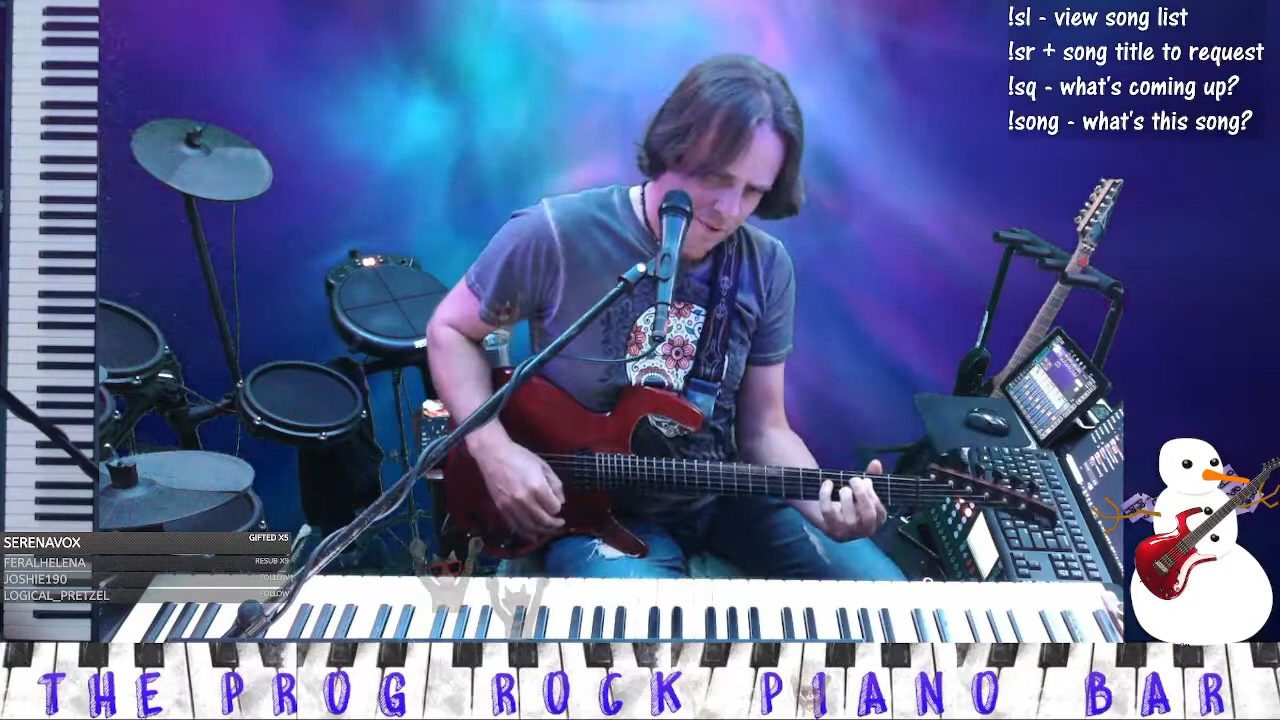 !sl - view song list
!sr + song title to request
!sq - what's coming up?
!song - what's this song?
SERENAVOX GIFTED X5
FERALHELENA RESUB X9
JOSHIE190 FOLLOW
LOGICAL_PRETZEL FOLLOW
THE PROG ROCK PIANO BAR